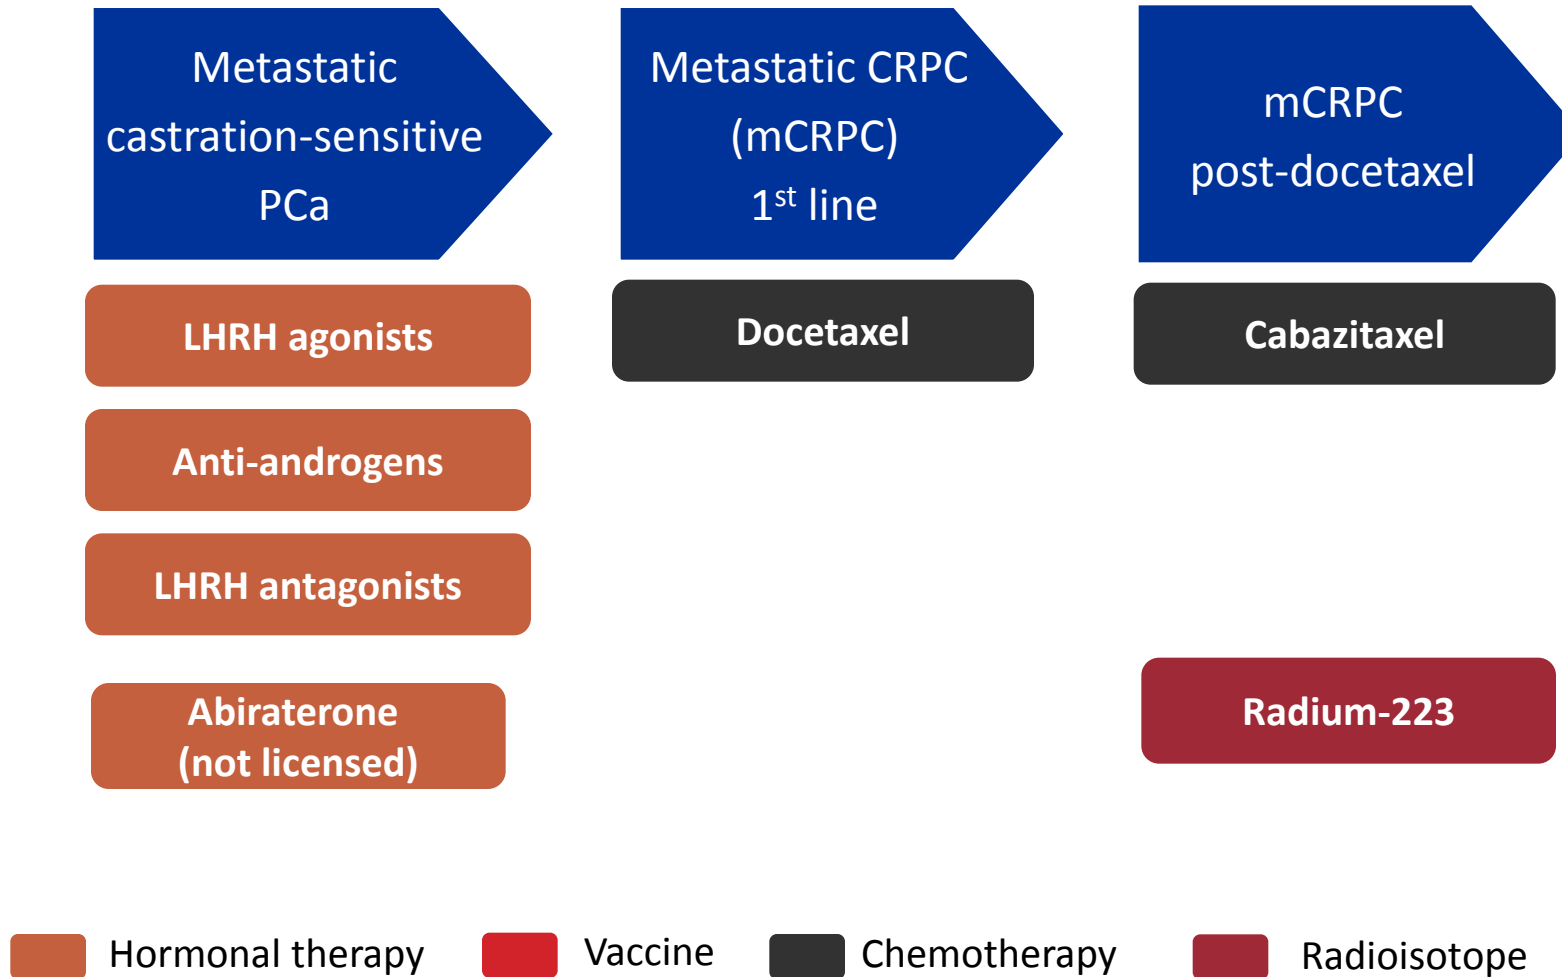 Metastatic
castration-sensitive
PCa
Metastatic CRPC
(mCRPC)
1st line
mCRPC
post-docetaxel
LHRH agonists
Docetaxel
Cabazitaxel
Anti-androgens
LHRH antagonists
Abiraterone
(not licensed)
Radium-223
Hormonal therapy
Vaccine
Chemotherapy
Radioisotope